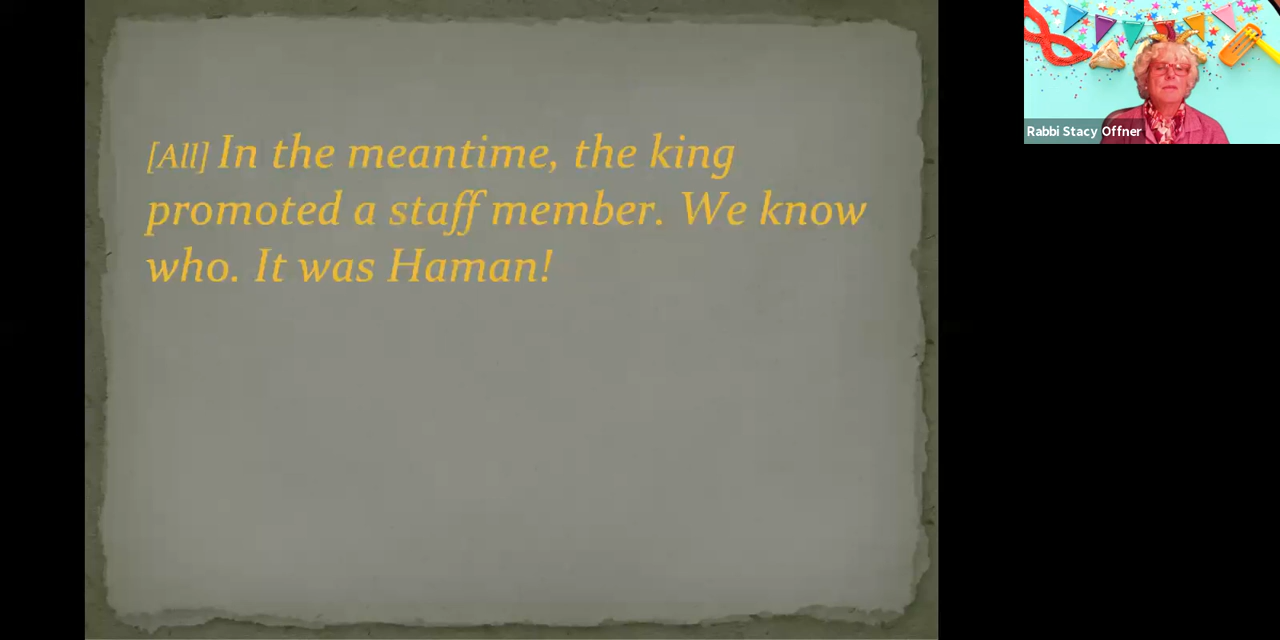 [All] In the meantime, the king
promoted a staff member. We know
who. It was Haman!
Rabbi Stacy Offner